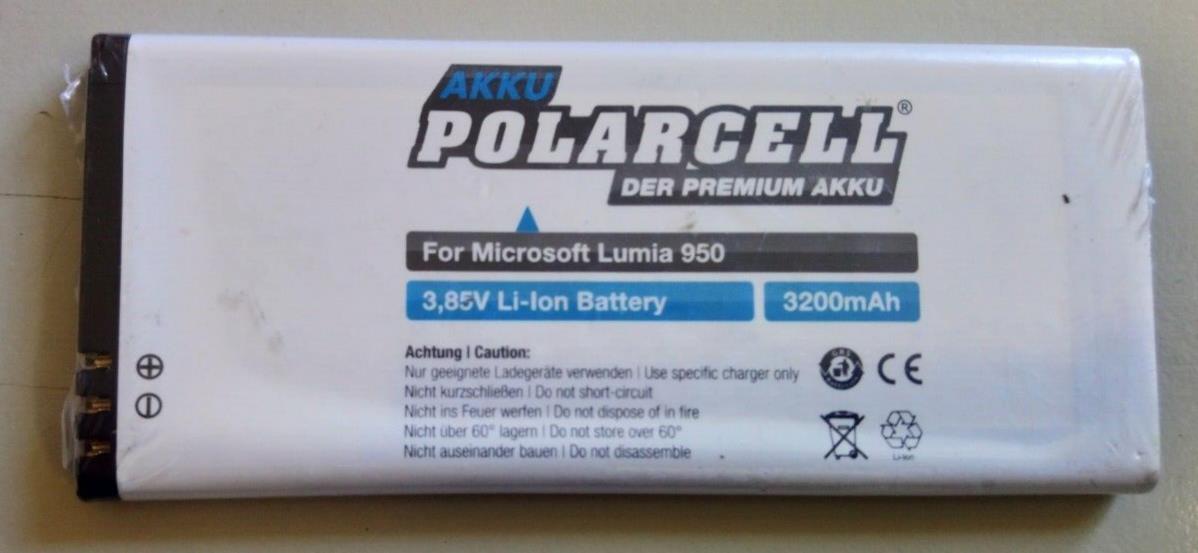 AKKU
POLARCELL®
DER PREMIUM AKKU
For Microsoft Lumia 950
3,85V Li-Ion Battery 3200mAh
Achtung | Caution:
Nur geeignete Ladegeräte verwenden | Use specific charger only
Nicht kurzschließen | Do not short-circuit
Nicht ins Feuer werfen | Do not dispose of in fire
Nicht über 60° lagern | Do not store over 60°
Nicht auseinander bauen | Do not disassemble
GRS
CE
Li-Ion
+
-